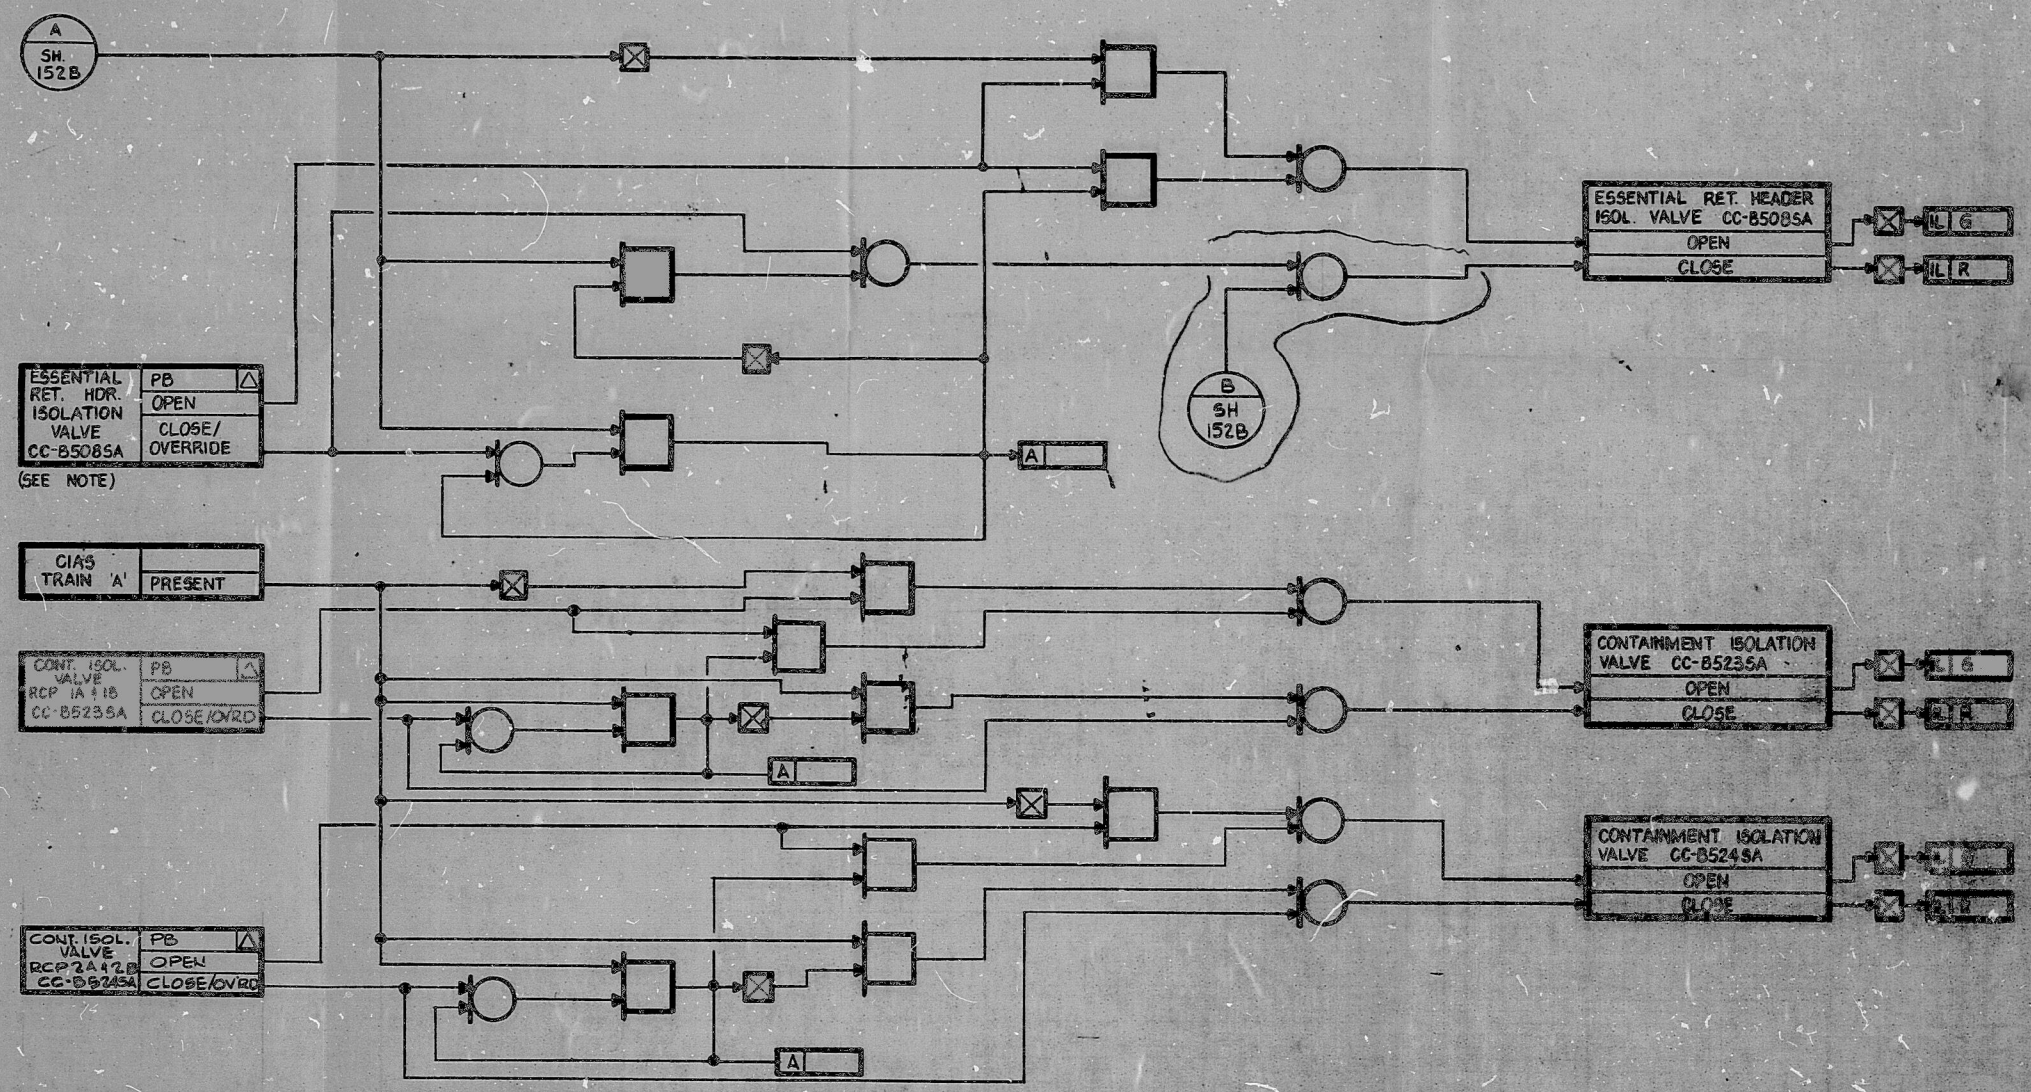 A
SH.
152B
ESSENTIAL RET. HEADER
ISOL. VALVE CC-B508SA
OPEN
CLOSE
IL G
IL R
B
SH
152B
ESSENTIAL
RET. HDR.
ISOLATION
VALVE
CC-B508SA
PB
OPEN
CLOSE/
OVERRIDE
(SEE NOTE)
A
CIAS
TRAIN 'A'
PRESENT
CONT. ISOL.
VALVE
RCP 1A & 1B
CC-B523SA
PB
OPEN
CLOSE/OVRD
CONTAINMENT ISOLATION
VALVE CC-B523SA
OPEN
CLOSE
IL G
IL R
A
CONTAINMENT ISOLATION
VALVE CC-B524SA
OPEN
CLOSE
CONT. ISOL.
VALVE
RCP 2A & 2B
CC-B524SA
PB
OPEN
CLOSE/OVRD
A